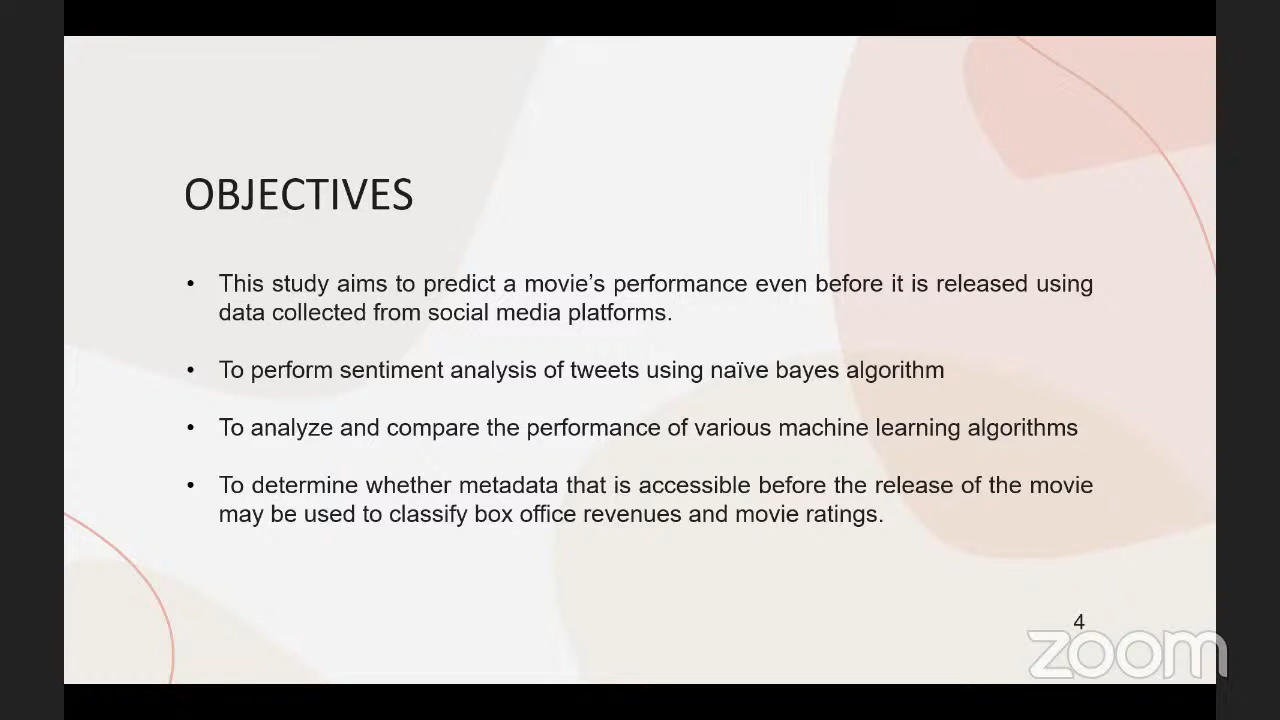 OBJECTIVES
• This study aims to predict a movie’s performance even before it is released using
data collected from social media platforms.
• To perform sentiment analysis of tweets using naïve bayes algorithm
• To analyze and compare the performance of various machine learning algorithms
• To determine whether metadata that is accessible before the release of the movie
may be used to classify box office revenues and movie ratings.
4
zoom